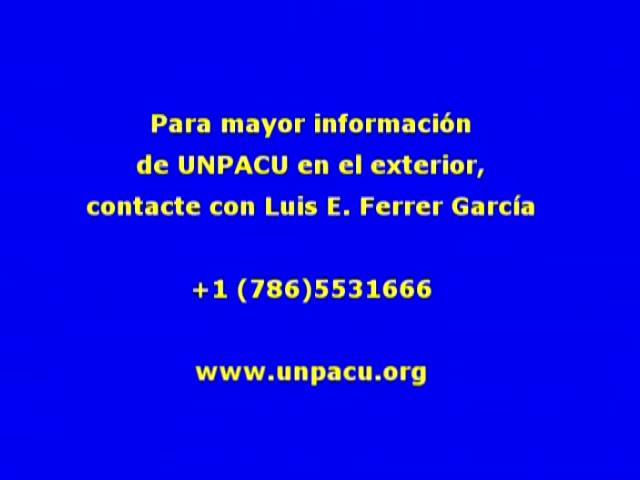 Para mayor información
de UNPACU en el exterior,
contacte con Luis E. Ferrer García
+1 (786)5531666
www.unpacu.org